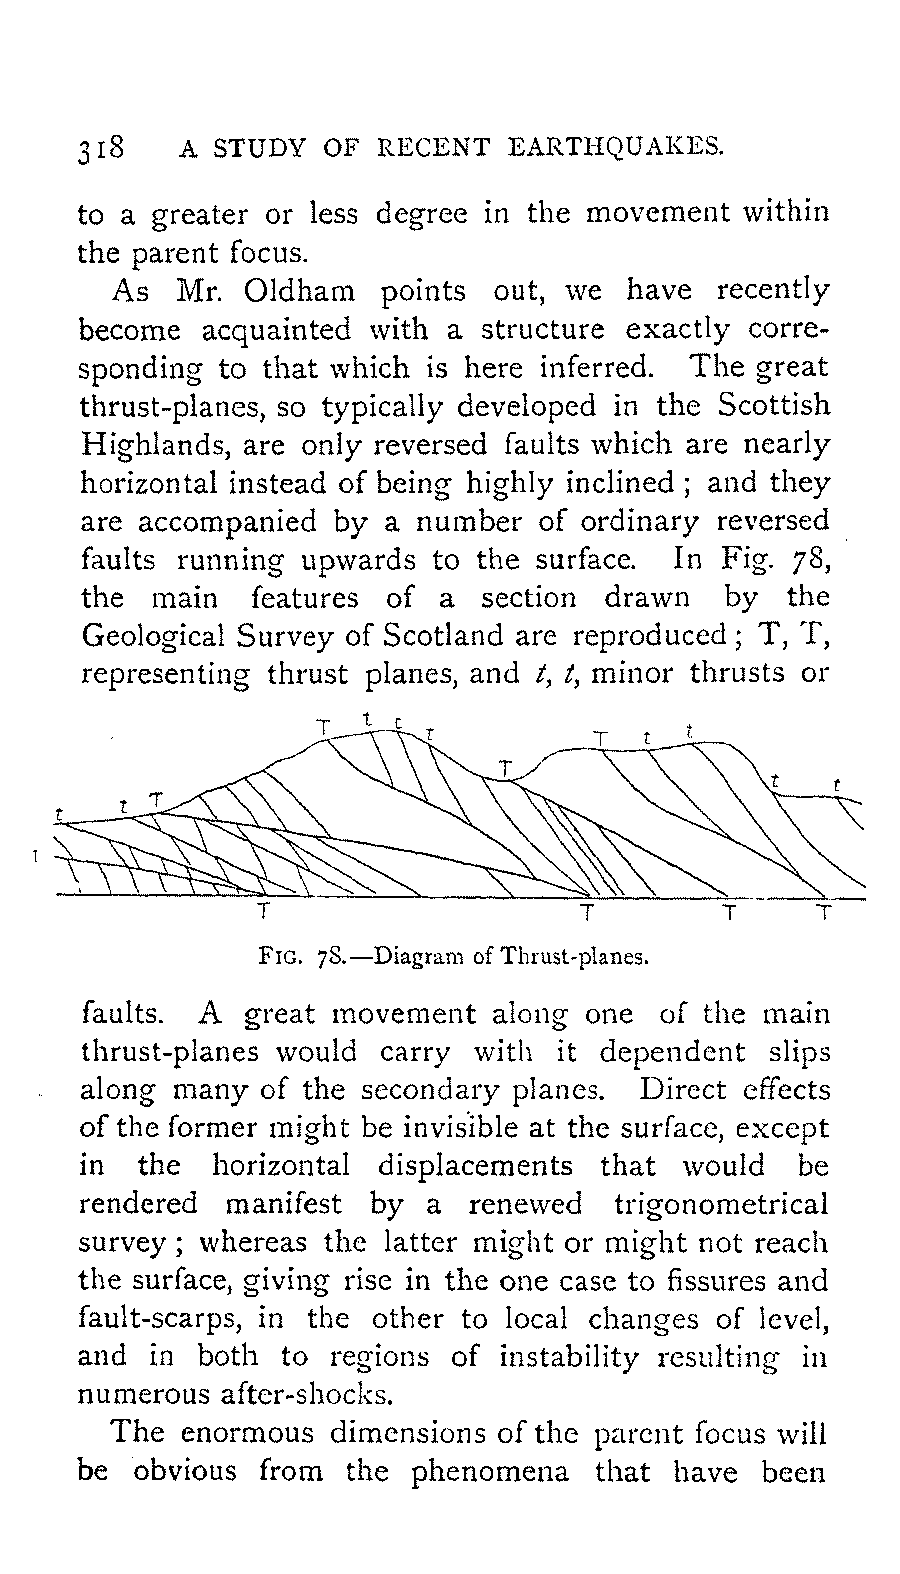 318 A STUDY OF RECENT EARTHQUAKES.
to a greater or less degree in the movement within
the parent focus.
As Mr. Oldham points out, we have recently
become acquainted with a structure exactly corre-
sponding to that which is here inferred. The great
thrust-planes, so typically developed in the Scottish
Highlands, are only reversed faults which are nearly
horizontal instead of being highly inclined ; and they
are accompanied by a number of ordinary reversed
faults running upwards to the surface. In Fig. 78,
the main features of a section drawn by the
Geological Survey of Scotland are reproduced ; T, T,
representing thrust planes, and t, t, minor thrusts or
T t t T T t t
T t t
t t T
T
T T T T
FIG. 78.—Diagram of Thrust-planes.
faults. A great movement along one of the main
thrust-planes would carry with it dependent slips
along many of the secondary planes. Direct effects
of the former might be invisible at the surface, except
in the horizontal displacements that would be
rendered manifest by a renewed trigonometrical
survey ; whereas the latter might or might not reach
the surface, giving rise in the one case to fissures and
fault-scarps, in the other to local changes of level,
and in both to regions of instability resulting in
numerous after-shocks.
The enormous dimensions of the parent focus will
be obvious from the phenomena that have been